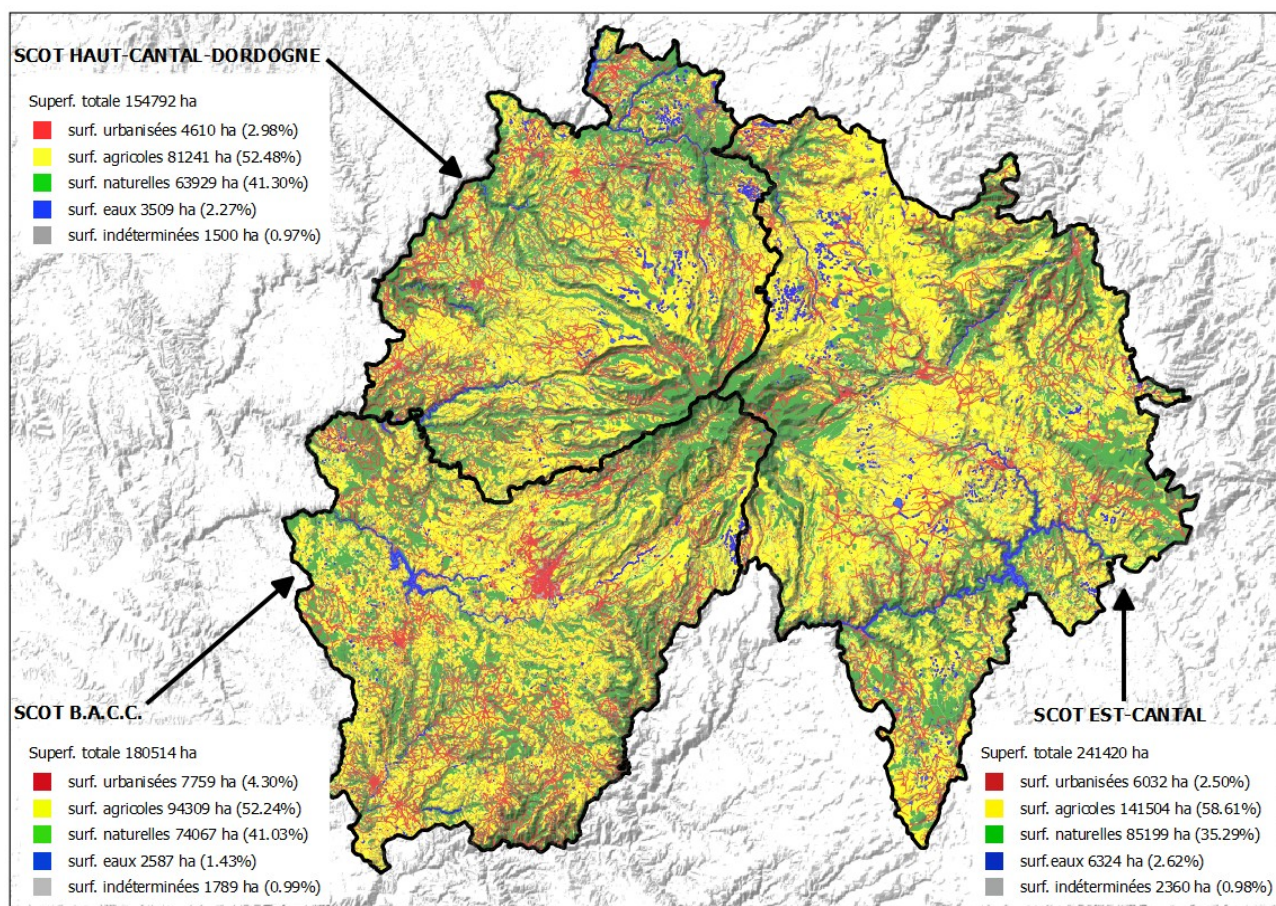 SCOT HAUT-CANTAL-DORDOGNE
Superf. totale 154792 ha
surf. urbanisées 4610 ha (2.98%)
surf. agricoles 81241 ha (52.48%)
surf. naturelles 63929 ha (41.30%)
surf. eaux 3509 ha (2.27%)
surf. indéterminées 1500 ha (0.97%)
SCOT B.A.C.C.
Superf. totale 180514 ha
surf. urbanisées 7759 ha (4.30%)
surf. agricoles 94309 ha (52.24%)
surf. naturelles 74067 ha (41.03%)
surf. eaux 2587 ha (1.43%)
surf. indéterminées 1789 ha (0.99%)
SCOT EST-CANTAL
Superf. totale 241420 ha
surf. urbanisées 6032 ha (2.50%)
surf. agricoles 141504 ha (58.61%)
surf. naturelles 85199 ha (35.29%)
surf.eaux 6324 ha (2.62%)
surf. indéterminées 2360 ha (0.98%)